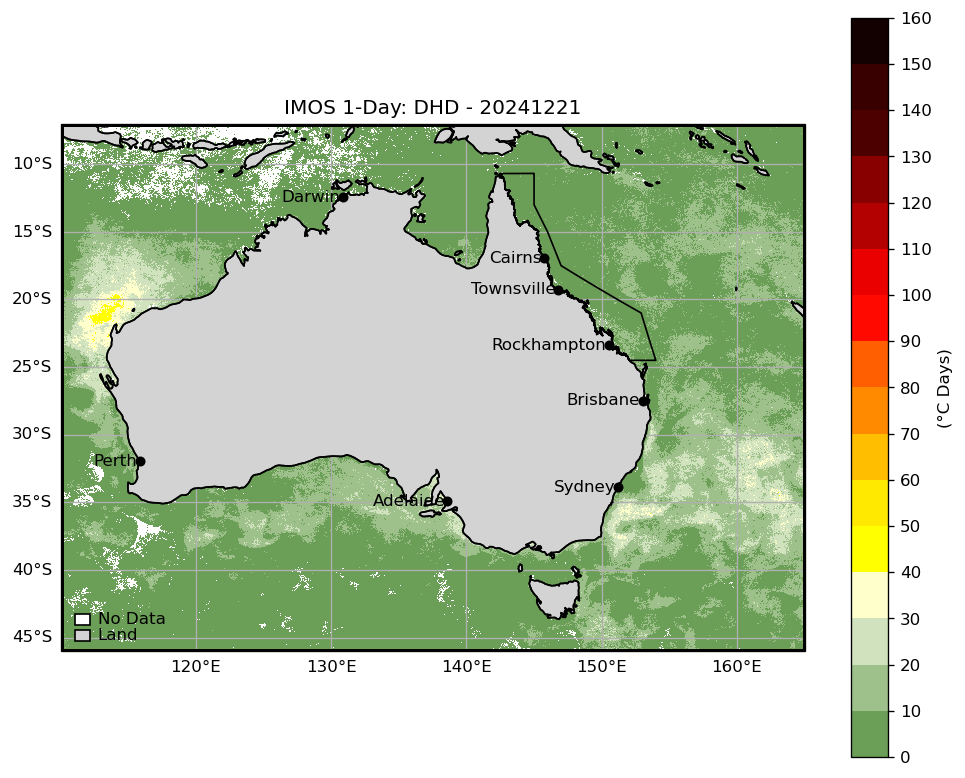 IMOS 1-Day: DHD - 20241221
10°S
15°S
20°S
25°S
30°S
35°S
40°S
45°S
Darwin
Cairns
Townsville
Rockhampton
Brisbane
Perth
Sydney
Adelaide
No Data
Land
120°E
130°E
140°E
150°E
160°E
160
150
140
130
120
110
100
90
80
70
60
50
40
30
20
10
0
(°C Days)